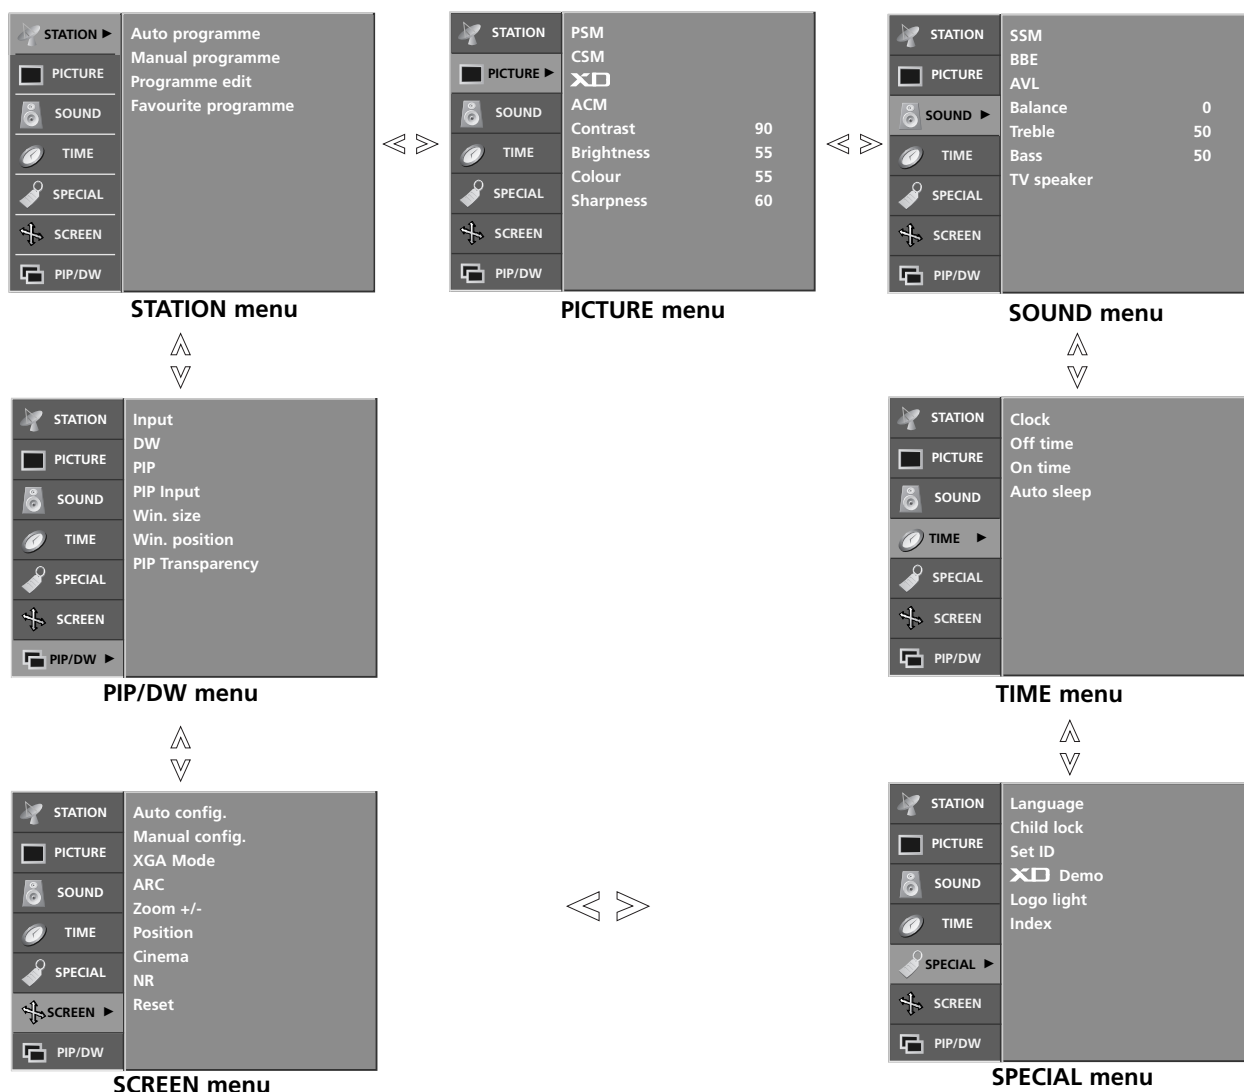 STATION ►
PICTURE
SOUND
TIME
SPECIAL
SCREEN
PIP/DW
Auto programme
Manual programme
Programme edit
Favourite programme
STATION menu
STATION
PICTURE ►
SOUND
TIME
SPECIAL
SCREEN
PIP/DW
PSM
CSM
XD
ACM
Contrast 90
Brightness 55
Colour 55
Sharpness 60
PICTURE menu
STATION
PICTURE
SOUND ►
TIME
SPECIAL
SCREEN
PIP/DW
SSM
BBE
AVL
Balance 0
Treble 50
Bass 50
TV speaker
SOUND menu
STATION
PICTURE
SOUND
TIME
SPECIAL
SCREEN
PIP/DW ►
Input
DW
PIP
PIP Input
Win. size
Win. position
PIP Transparency
PIP/DW menu
STATION
PICTURE
SOUND
TIME ►
SPECIAL
SCREEN
PIP/DW
Clock
Off time
On time
Auto sleep
TIME menu
STATION
PICTURE
SOUND
TIME
SPECIAL
SCREEN ►
PIP/DW
Auto config.
Manual config.
XGA Mode
ARC
Zoom +/-
Position
Cinema
NR
Reset
SCREEN menu
STATION
PICTURE
SOUND
TIME
SPECIAL ►
SCREEN
PIP/DW
Language
Child lock
Set ID
XD Demo
Logo light
Index
SPECIAL menu